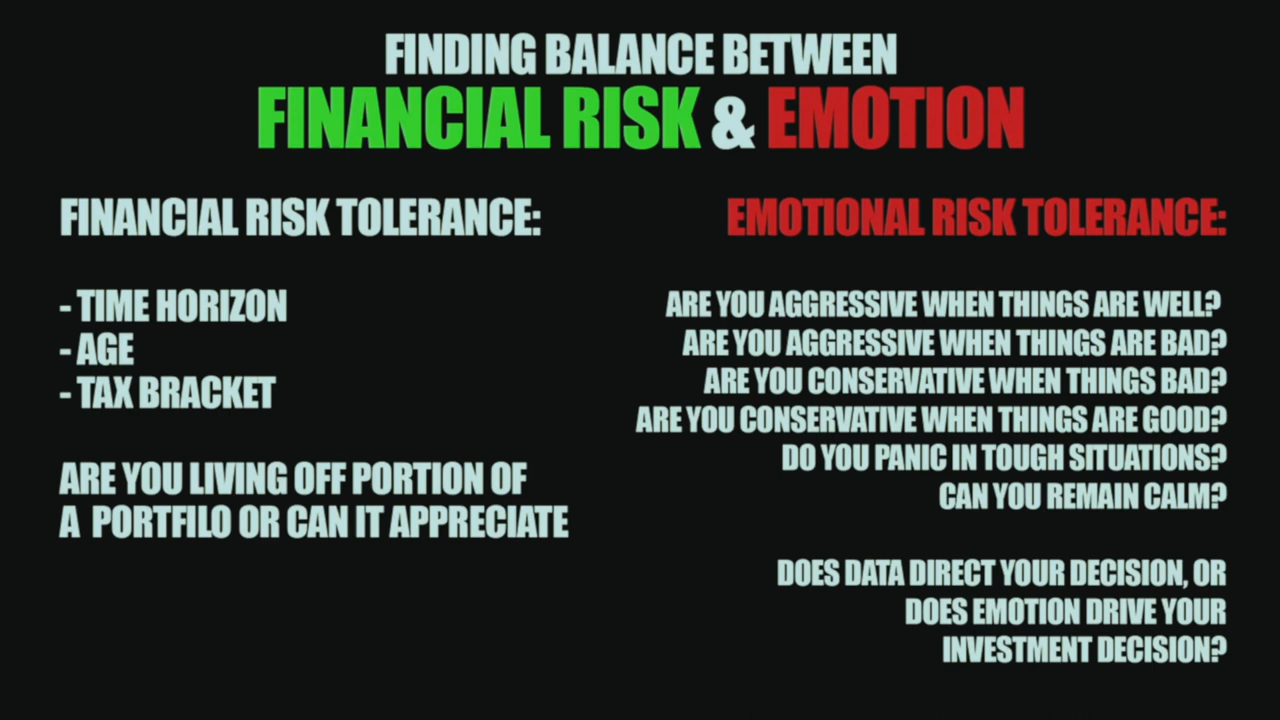 FINDING BALANCE BETWEEN
FINANCIAL RISK & EMOTION
FINANCIAL RISK TOLERANCE:
- TIME HORIZON
- AGE
- TAX BRACKET
ARE YOU LIVING OFF PORTION OF
A PORTFILO OR CAN IT APPRECIATE
EMOTIONAL RISK TOLERANCE:
ARE YOU AGGRESSIVE WHEN THINGS ARE WELL?
ARE YOU AGGRESSIVE WHEN THINGS ARE BAD?
ARE YOU CONSERVATIVE WHEN THINGS BAD?
ARE YOU CONSERVATIVE WHEN THINGS ARE GOOD?
DO YOU PANIC IN TOUGH SITUATIONS?
CAN YOU REMAIN CALM?
DOES DATA DIRECT YOUR DECISION, OR
DOES EMOTION DRIVE YOUR
INVESTMENT DECISION?